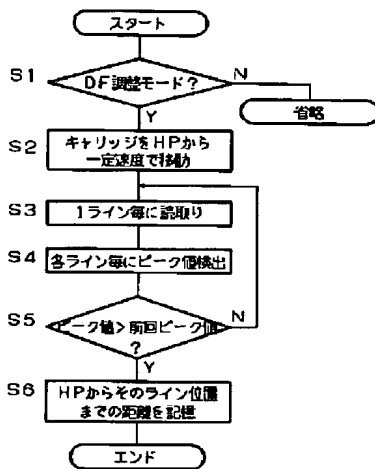 スタート
S1
DF調整モード?
N
Y
省略
S2
キャリッジをHPから
一定速度で移動
S3
1ライン毎に読取り
S4
各ライン毎にピーク値検出
S5
ピーク値>前回ピーク値
?
N
Y
S6
HPからそのライン位置
までの距離を記憶
エンド